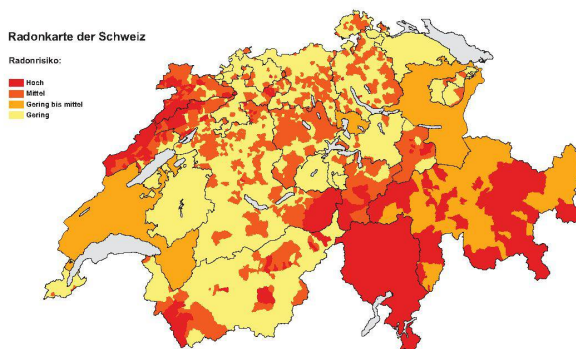 Radonkarte der Schweiz
Radonrisiko:
Hoch
Mittel
Gering bis mittel
Gering